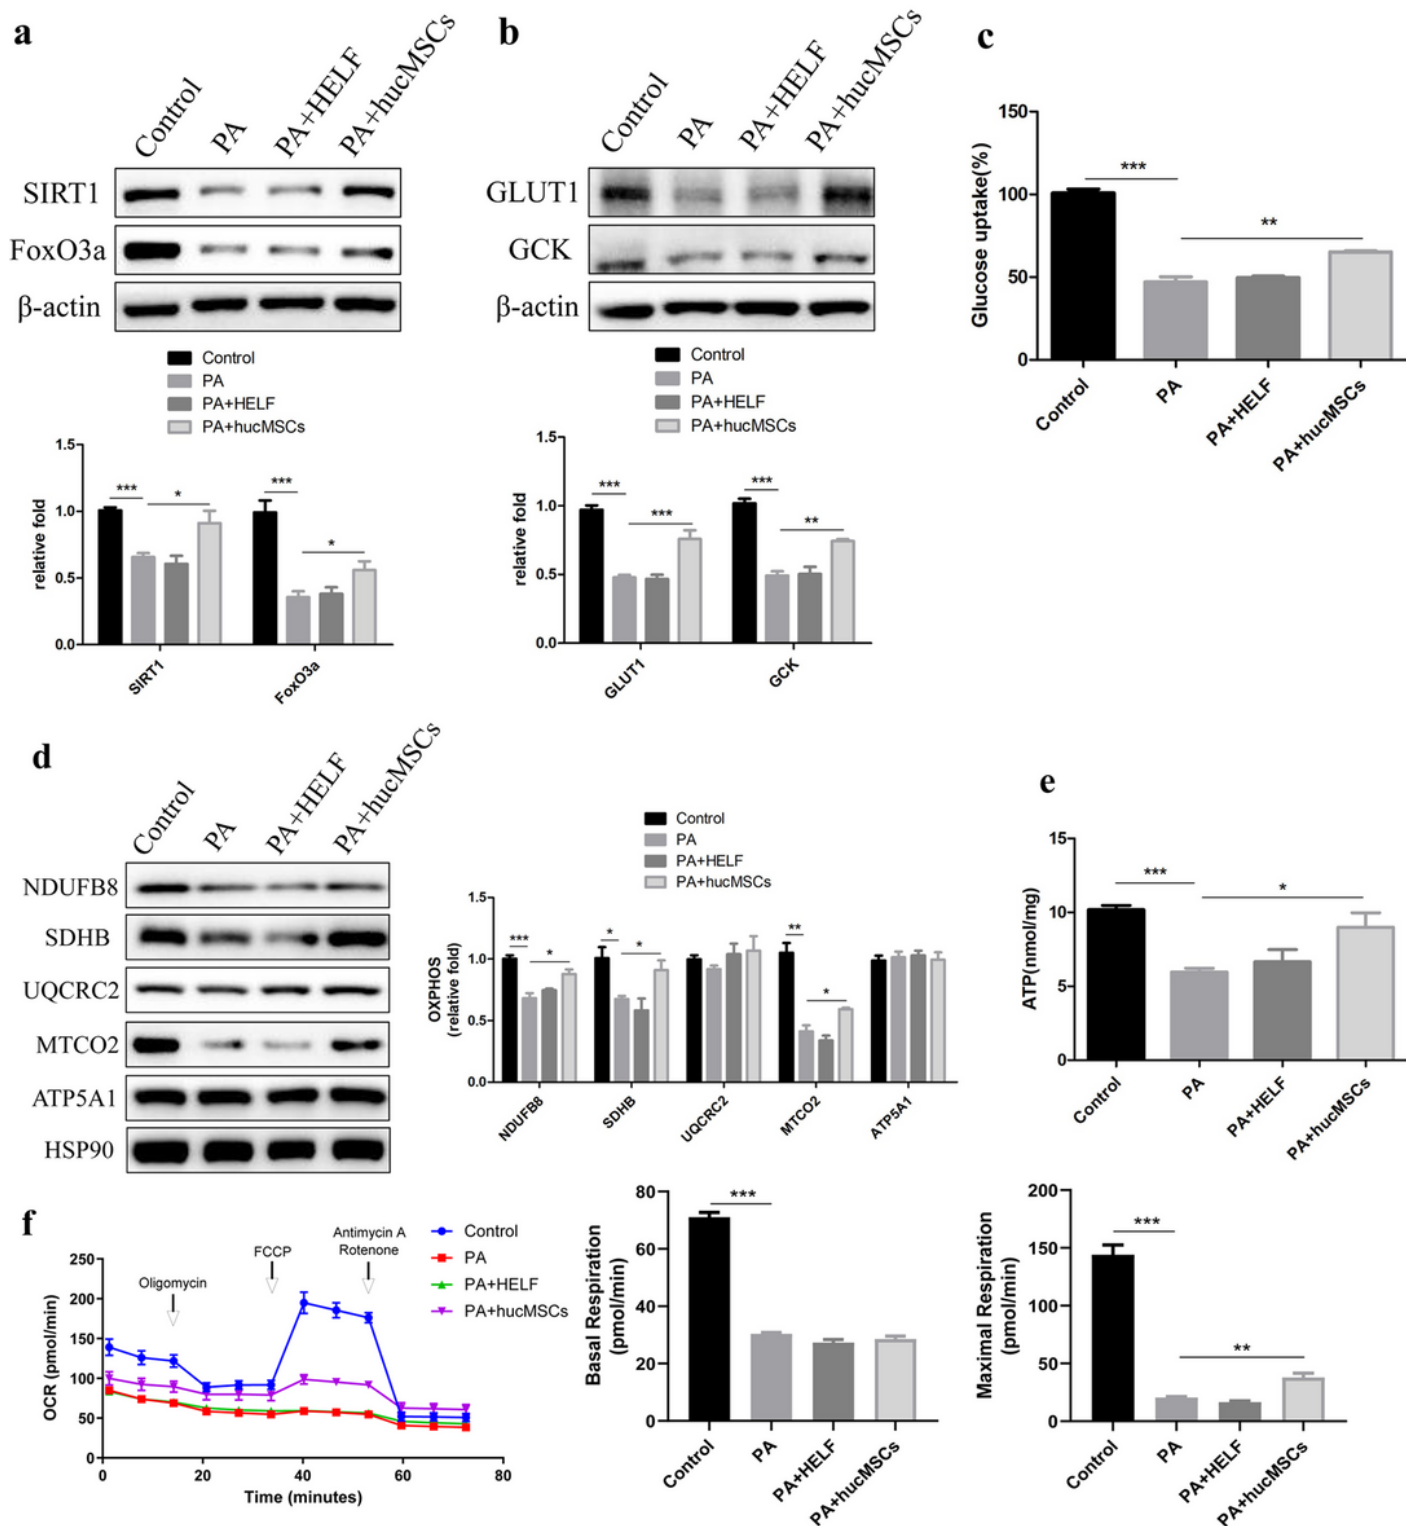 a
Control
PA
PA+HELF
PA+hucMSCs
SIRT1
FoxO3a
β-actin
Control
PA
PA+HELF
PA+hucMSCs
relative fold
1.5
1.0
0.5
0.0
***
*
***
*
SIRT1
FoxO3a
b
Control
PA
PA+HELF
PA+hucMSCs
GLUT1
GCK
β-actin
Control
PA
PA+HELF
PA+hucMSCs
relative fold
1.5
1.0
0.5
0.0
***
***
***
**
GLUT1
GCK
c
Glucose uptake(%)
150
100
50
0
***
**
Control
PA
PA+HELF
PA+hucMSCs
d
Control
PA
PA+HELF
PA+hucMSCs
NDUFB8
SDHB
UQCRC2
MTCO2
ATP5A1
HSP90
Control
PA
PA+HELF
PA+hucMSCs
OXPHOS
(relative fold)
1.5
1.0
0.5
0.0
***
*
*
*
**
*
NDUFB8
SDHB
UQCRC2
MTCO2
ATP5A1
e
ATP(nmol/mg)
15
10
5
0
***
*
Control
PA
PA+HELF
PA+hucMSCs
f
OCR (pmol/min)
250
200
150
100
50
0
0
20
40
60
80
Time (minutes)
Oligomycin
FCCP
Antimycin A
Rotenone
Control
PA
PA+HELF
PA+hucMSCs
Basal Respiration
(pmol/min)
80
60
40
20
0
***
Control
PA
PA+HELF
PA+hucMSCs
Maximal Respiration
(pmol/min)
200
150
100
50
0
***
**
Control
PA
PA+HELF
PA+hucMSCs